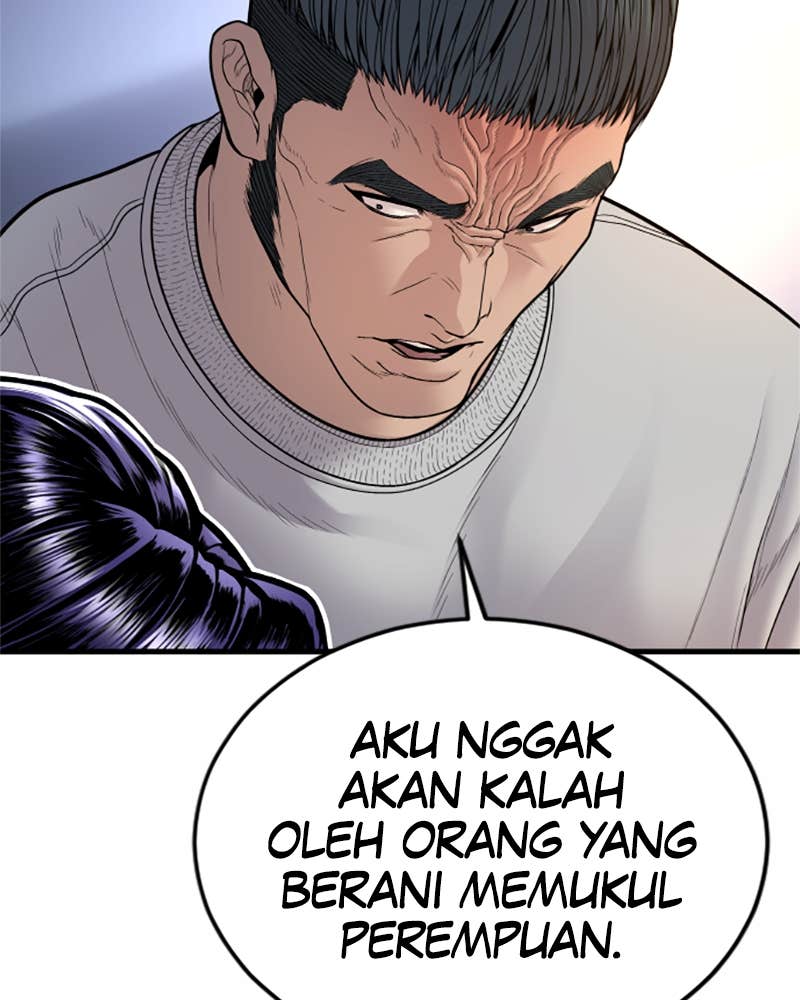 AKU NGGAK
AKAN KALAH
OLEH ORANG YANG
BERANI MEMUKUL
PEREMPUAN.